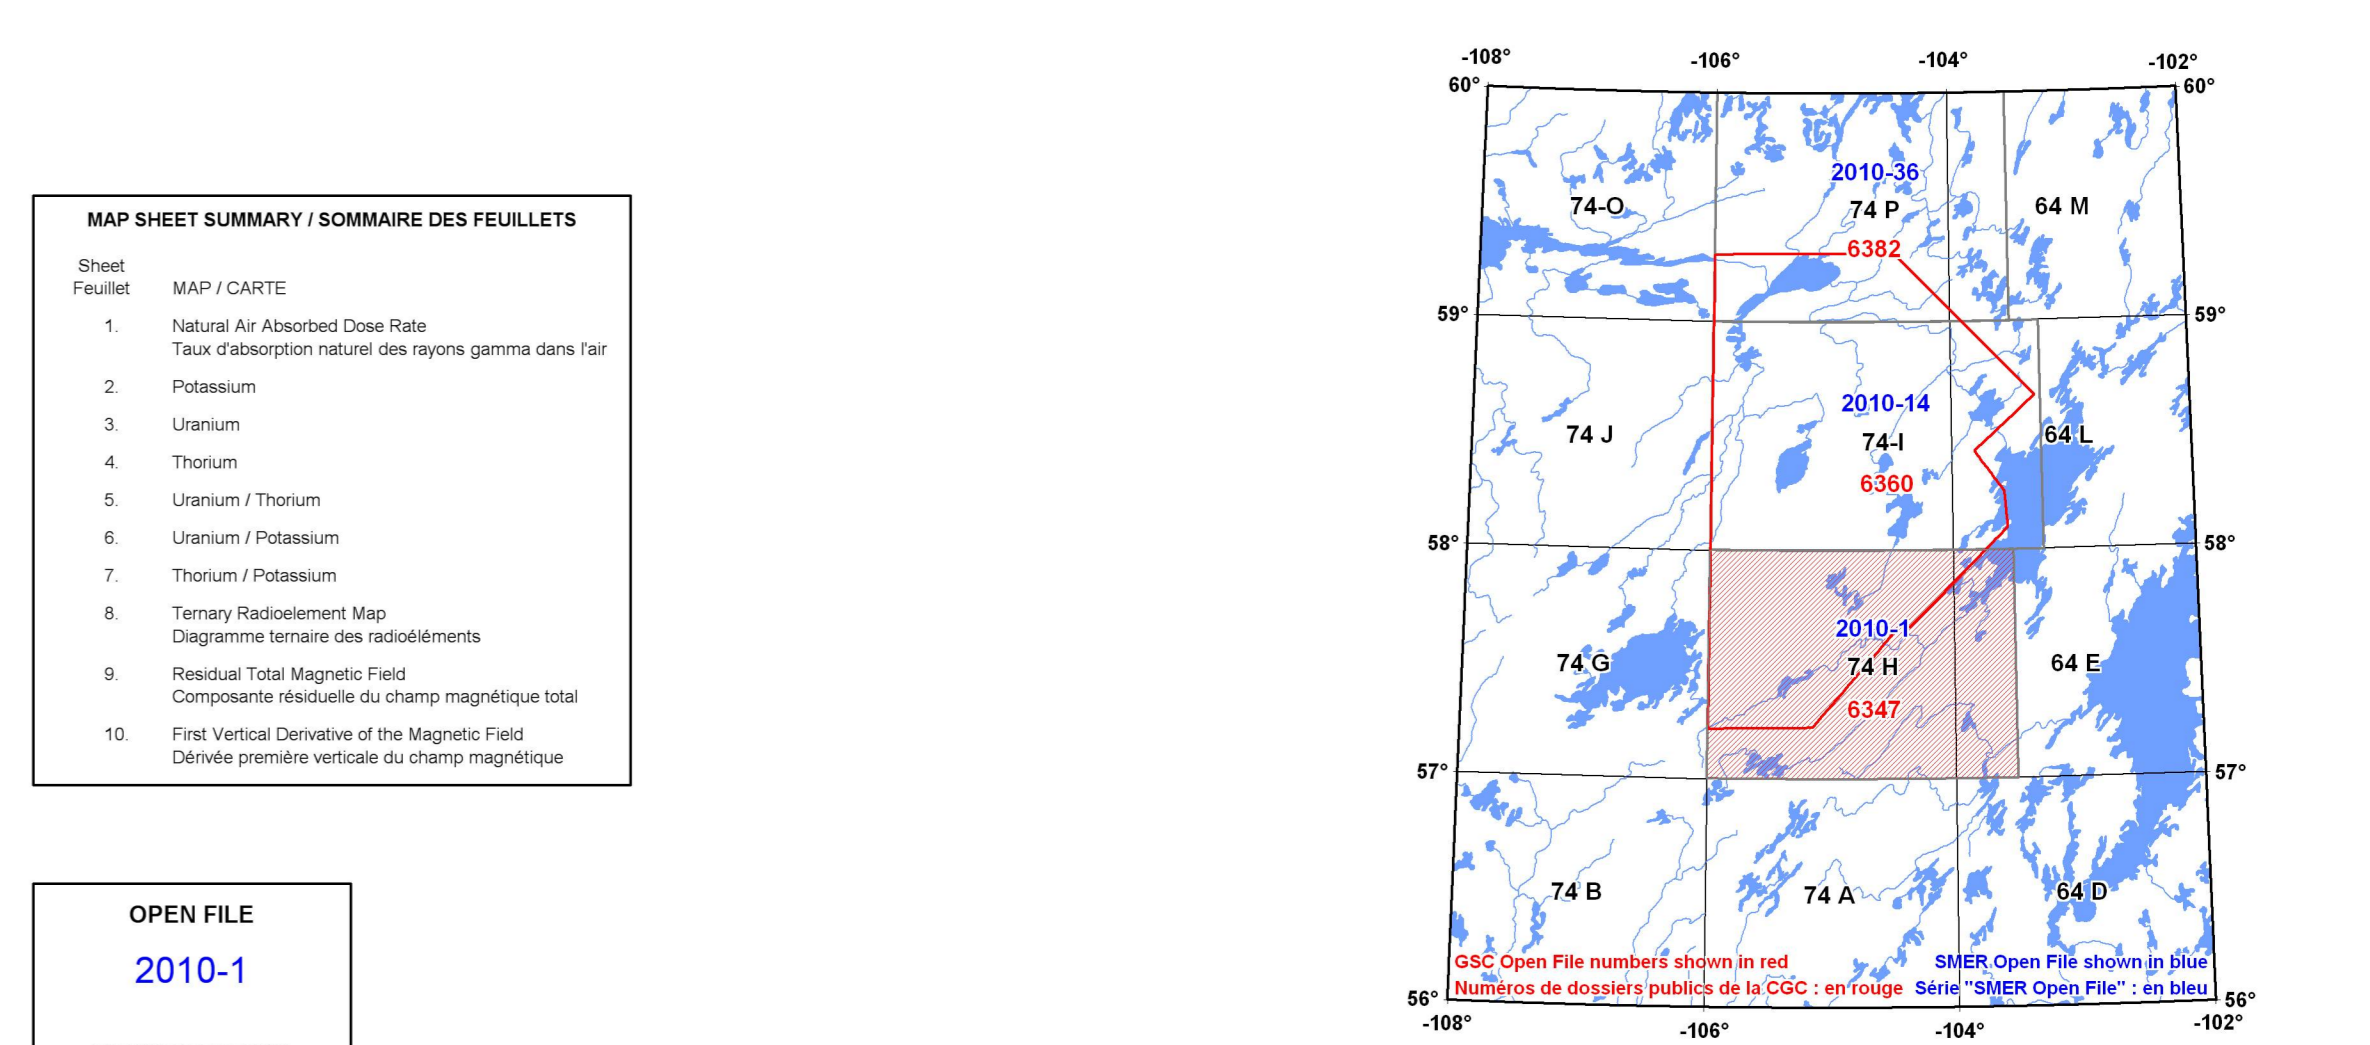 MAP SHEET SUMMARY / SOMMAIRE DES FEUILLETS
Sheet
Feuillet MAP / CARTE
1. Natural Air Absorbed Dose Rate
Taux d'absorption naturel des rayons gamma dans l'air
2. Potassium
3. Uranium
4. Thorium
5. Uranium / Thorium
6. Uranium / Potassium
7. Thorium / Potassium
8. Ternary Radioelement Map
Diagramme ternaire des radioéléments
9. Residual Total Magnetic Field
Composante résiduelle du champ magnétique total
10. First Vertical Derivative of the Magnetic Field
Dérivée première verticale du champ magnétique
OPEN FILE
2010-1
-108° -106° -104° -102°
60° 60°
2010-36
74-O 74 P 64 M
6382
59° 59°
2010-14
74 J 74-I 64 L
6360
58° 58°
2010-1
74 G 74 H 64 E
6347
57° 57°
74 B 74 A 64 D
GSC Open File numbers shown in red SMER Open File shown in blue
Numéros de dossiers publics de la CGC : en rouge Série "SMER Open File" : en bleu
56° 56°
-108° -106° -104° -102°